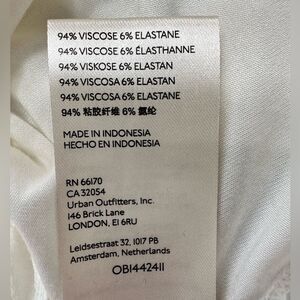 94% VISCOSE 6% ELASTANE
94% VISCOSE 6% ÉLASTHANNE
94% VISKOSE 6% ELASTAN
94% VISCOSA 6% ELASTAN
94% VISCOSA 6% ELASTANE
94% 粘胶纤维 6% 氨纶
MADE IN INDONESIA
HECHO EN INDONESIA
RN 66170
CA 32054
Urban Outfitters, Inc.
146 Brick Lane
LONDON, E1 6RU
Leidsestraat 32, 1017 PB
Amsterdam, Netherlands
OB1442411